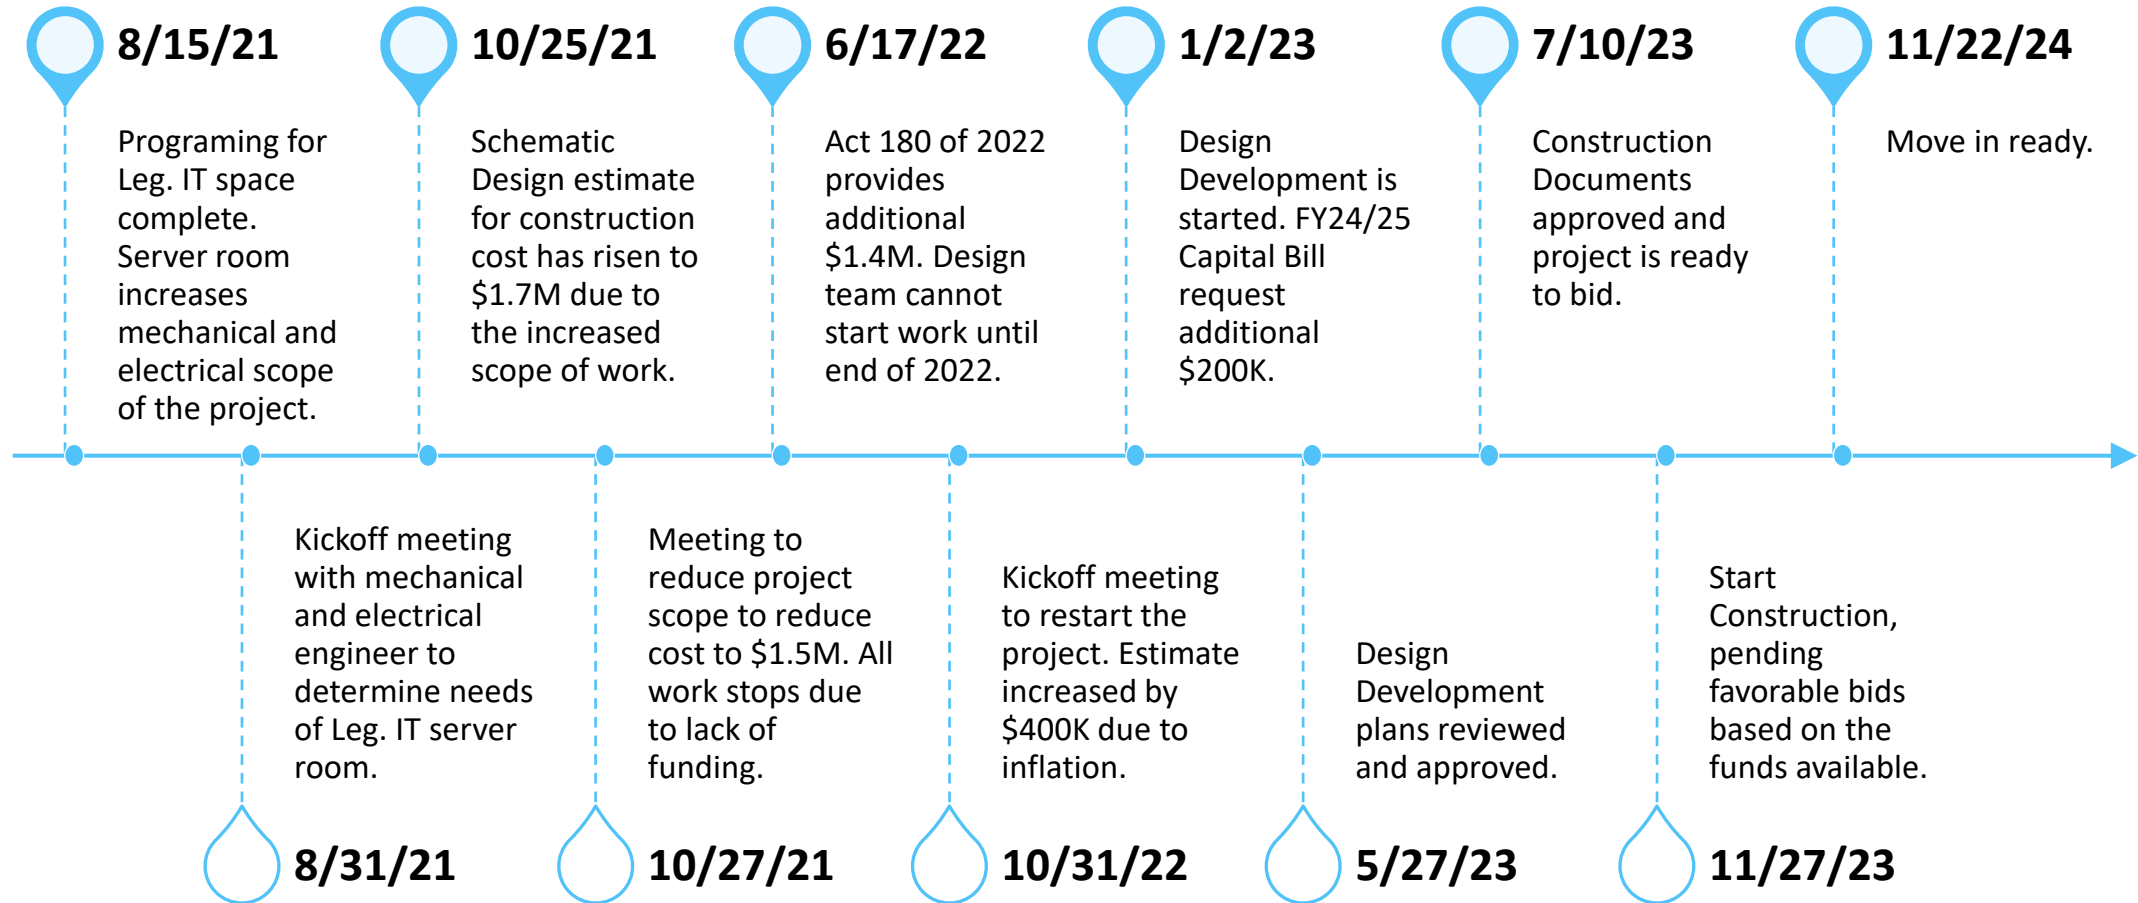 8/15/21
Programing for
Leg. IT space
complete.
Server room
increases
mechanical and
electrical scope
of the project.
8/31/21
Kickoff meeting
with mechanical
and electrical
engineer to
determine needs
of Leg. IT server
room.
10/25/21
Schematic
Design estimate
for construction
cost has risen to
$1.7M due to
the increased
scope of work.
10/27/21
Meeting to
reduce project
scope to reduce
cost to $1.5M. All
work stops due
to lack of
funding.
6/17/22
Act 180 of 2022
provides
additional
$1.4M. Design
team cannot
start work until
end of 2022.
10/31/22
Kickoff meeting
to restart the
project. Estimate
increased by
$400K due to
inflation.
1/2/23
Design
Development is
started. FY24/25
Capital Bill
request
additional
$200K.
5/27/23
Design
Development
plans reviewed
and approved.
7/10/23
Construction
Documents
approved and
project is ready
to bid.
11/27/23
Start
Construction,
pending
favorable bids
based on the
funds available.
11/22/24
Move in ready.